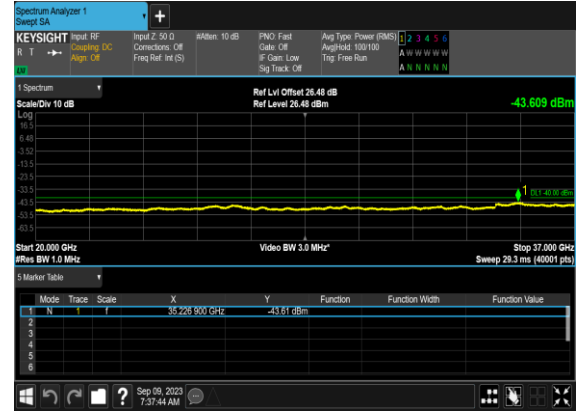 Spectrum Analyzer 1
Swept SA
KEYSIGHT Input: RF Input Z: 50 Ω #Atten: 10 dB PNO: Fast Avg Type: Power (RMS) 1 2 3 4 5 6
R T Coupling: DC Corrections: Off Gate: Off Avg|Hold: 100/100 A W W W W W
Align: Off Freq Ref: Int (S) IF Gain: Low Trig: Free Run
Sig Track: Off A N N N N N
1 Spectrum
Scale/Div 10 dB Ref Lvl Offset 26.48 dB
Ref Level 26.48 dBm -43.609 dBm
Log
16.5
6.48
-3.52
-13.5
-23.5
-33.5
1 DL1 -40.00 dBm
-43.5
-53.5
-63.5
Start 20.000 GHz Video BW 3.0 MHz* Stop 37.000 GHz
#Res BW 1.0 MHz Sweep 29.3 ms (40001 pts)
5 Marker Table
Mode Trace Scale X Y Function Function Width Function Value
1 N 1 f 35.226 900 GHz -43.61 dBm
2
3
4
5
6
? Sep 09, 2023
7:37:44 AM